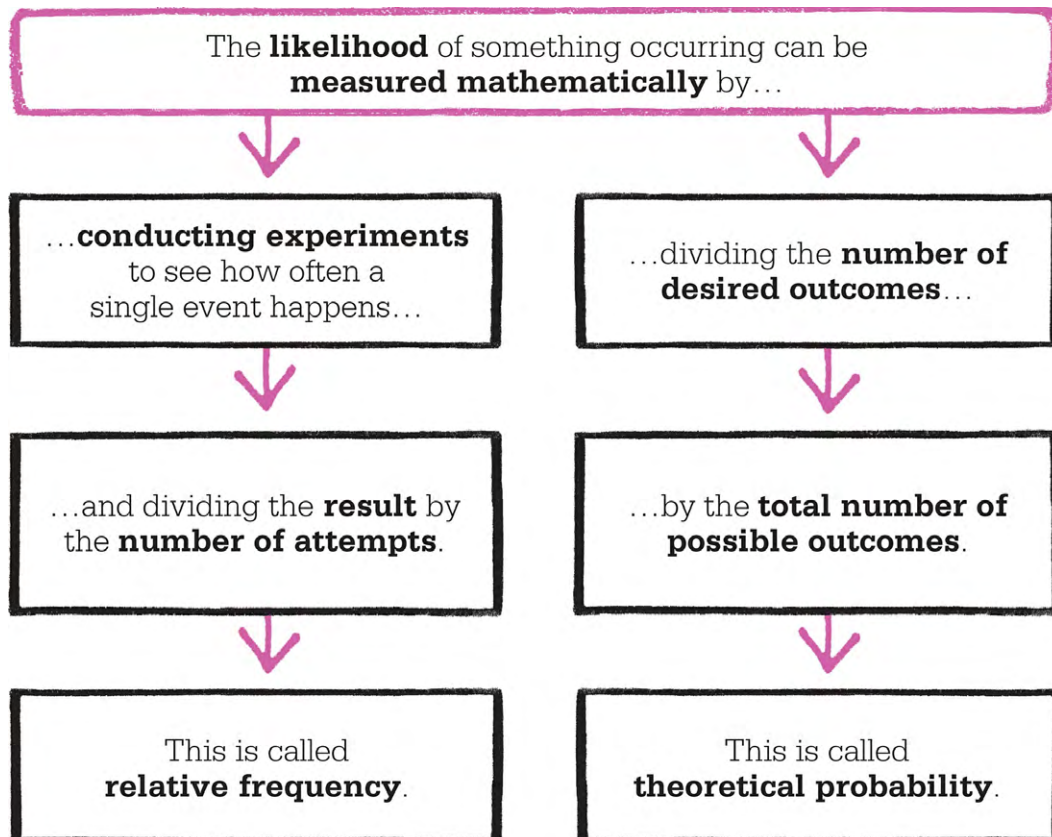 The likelihood of something occurring can be
measured mathematically by…
…conducting experiments
to see how often a
single event happens…
…and dividing the result by
the number of attempts.
This is called
relative frequency.
…dividing the number of
desired outcomes…
…by the total number of
possible outcomes.
This is called
theoretical probability.